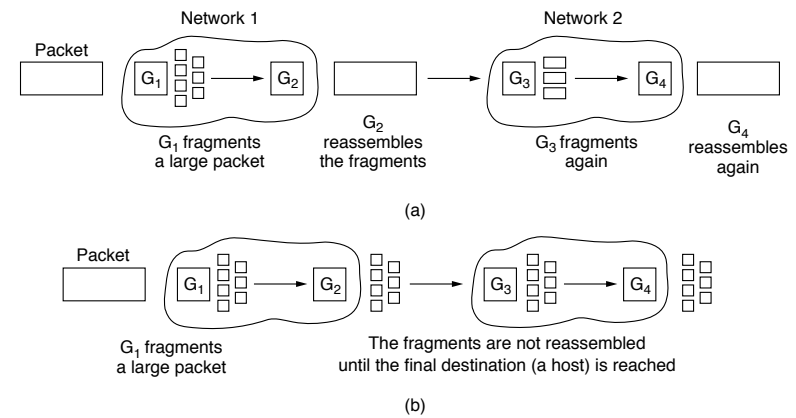 Network 1
Network 2
Packet
G1
G2
G3
G4
G1 fragments
a large packet
G2
reassembles
the fragments
G3 fragments
again
G4
reassembles
again
(a)
Packet
G1
G2
G3
G4
G1 fragments
a large packet
The fragments are not reassembled
until the final destination (a host) is reached
(b)